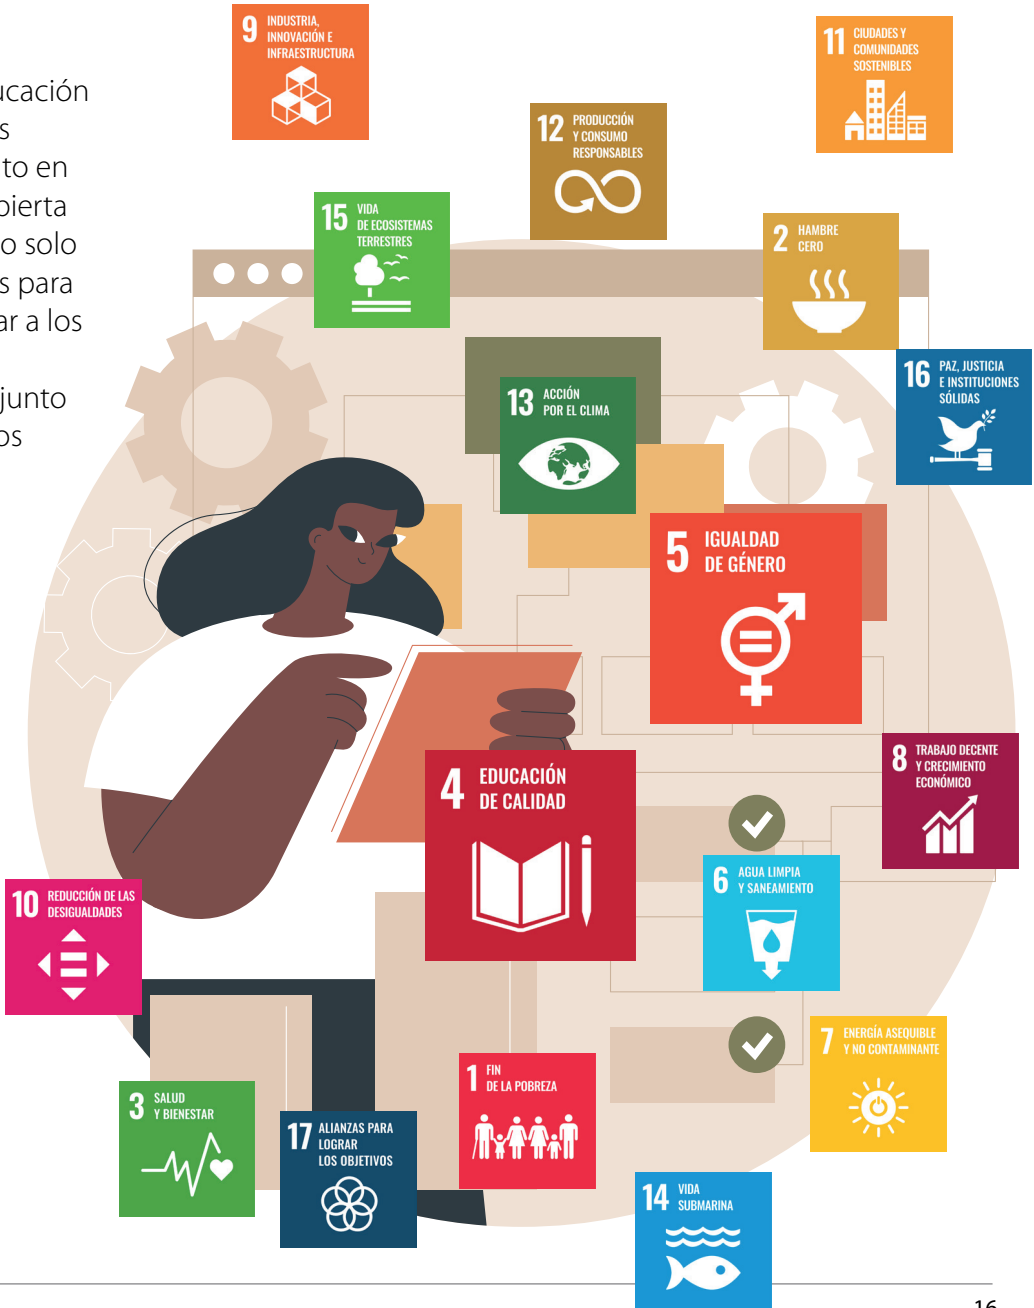 9 INDUSTRIA,
INNOVACIÓN E
INFRAESTRUCTURA
11 CIUDADES Y
COMUNIDADES
SOSTENIBLES
ucación
s
to en
bierta
o solo
s para
ar a los
junto
os
12 PRODUCCIÓN
Y CONSUMO
RESPONSABLES
15 VIDA
DE ECOSISTEMAS
TERRESTRES
2 HAMBRE
CERO
16 PAZ, JUSTICIA
E INSTITUCIONES
SÓLIDAS
13 ACCIÓN
POR EL CLIMA
5 IGUALDAD
DE GÉNERO
8 TRABAJO DECENTE
Y CRECIMIENTO
ECONÓMICO
4 EDUCACIÓN
DE CALIDAD
6 AGUA LIMPIA
Y SANEAMIENTO
10 REDUCCIÓN DE LAS
DESIGUALDADES
7 ENERGÍA ASEQUIBLE
Y NO CONTAMINANTE
1 FIN
DE LA POBREZA
3 SALUD
Y BIENESTAR
17 ALIANZAS PARA
LOGRAR
LOS OBJETIVOS
14 VIDA
SUBMARINA
16